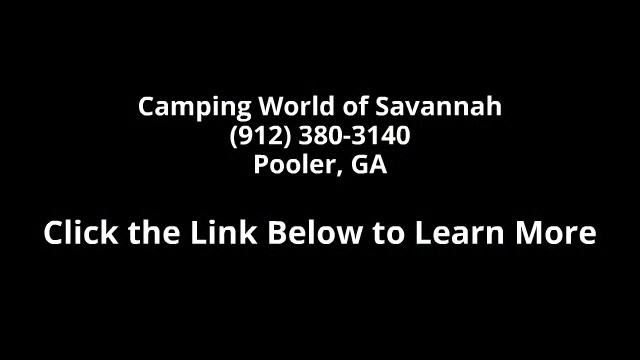 Camping World of Savannah
(912) 380-3140
Pooler, GA
Click the Link Below to Learn More